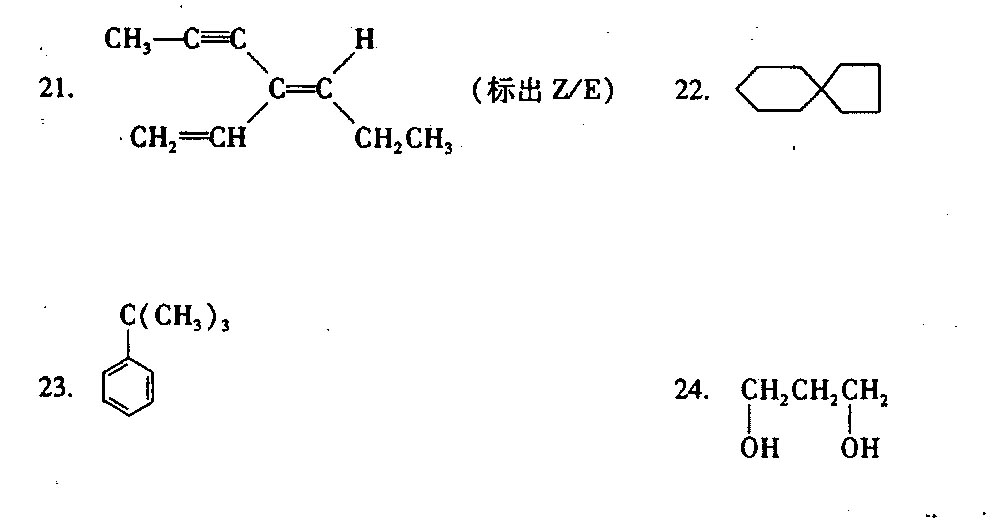 CH₃—C≡C H
21. C=C (标出 Z/E) 22.
CH₂=CH CH₂CH₃
C(CH₃)₃
23. 24. CH₂CH₂CH₂
OH OH